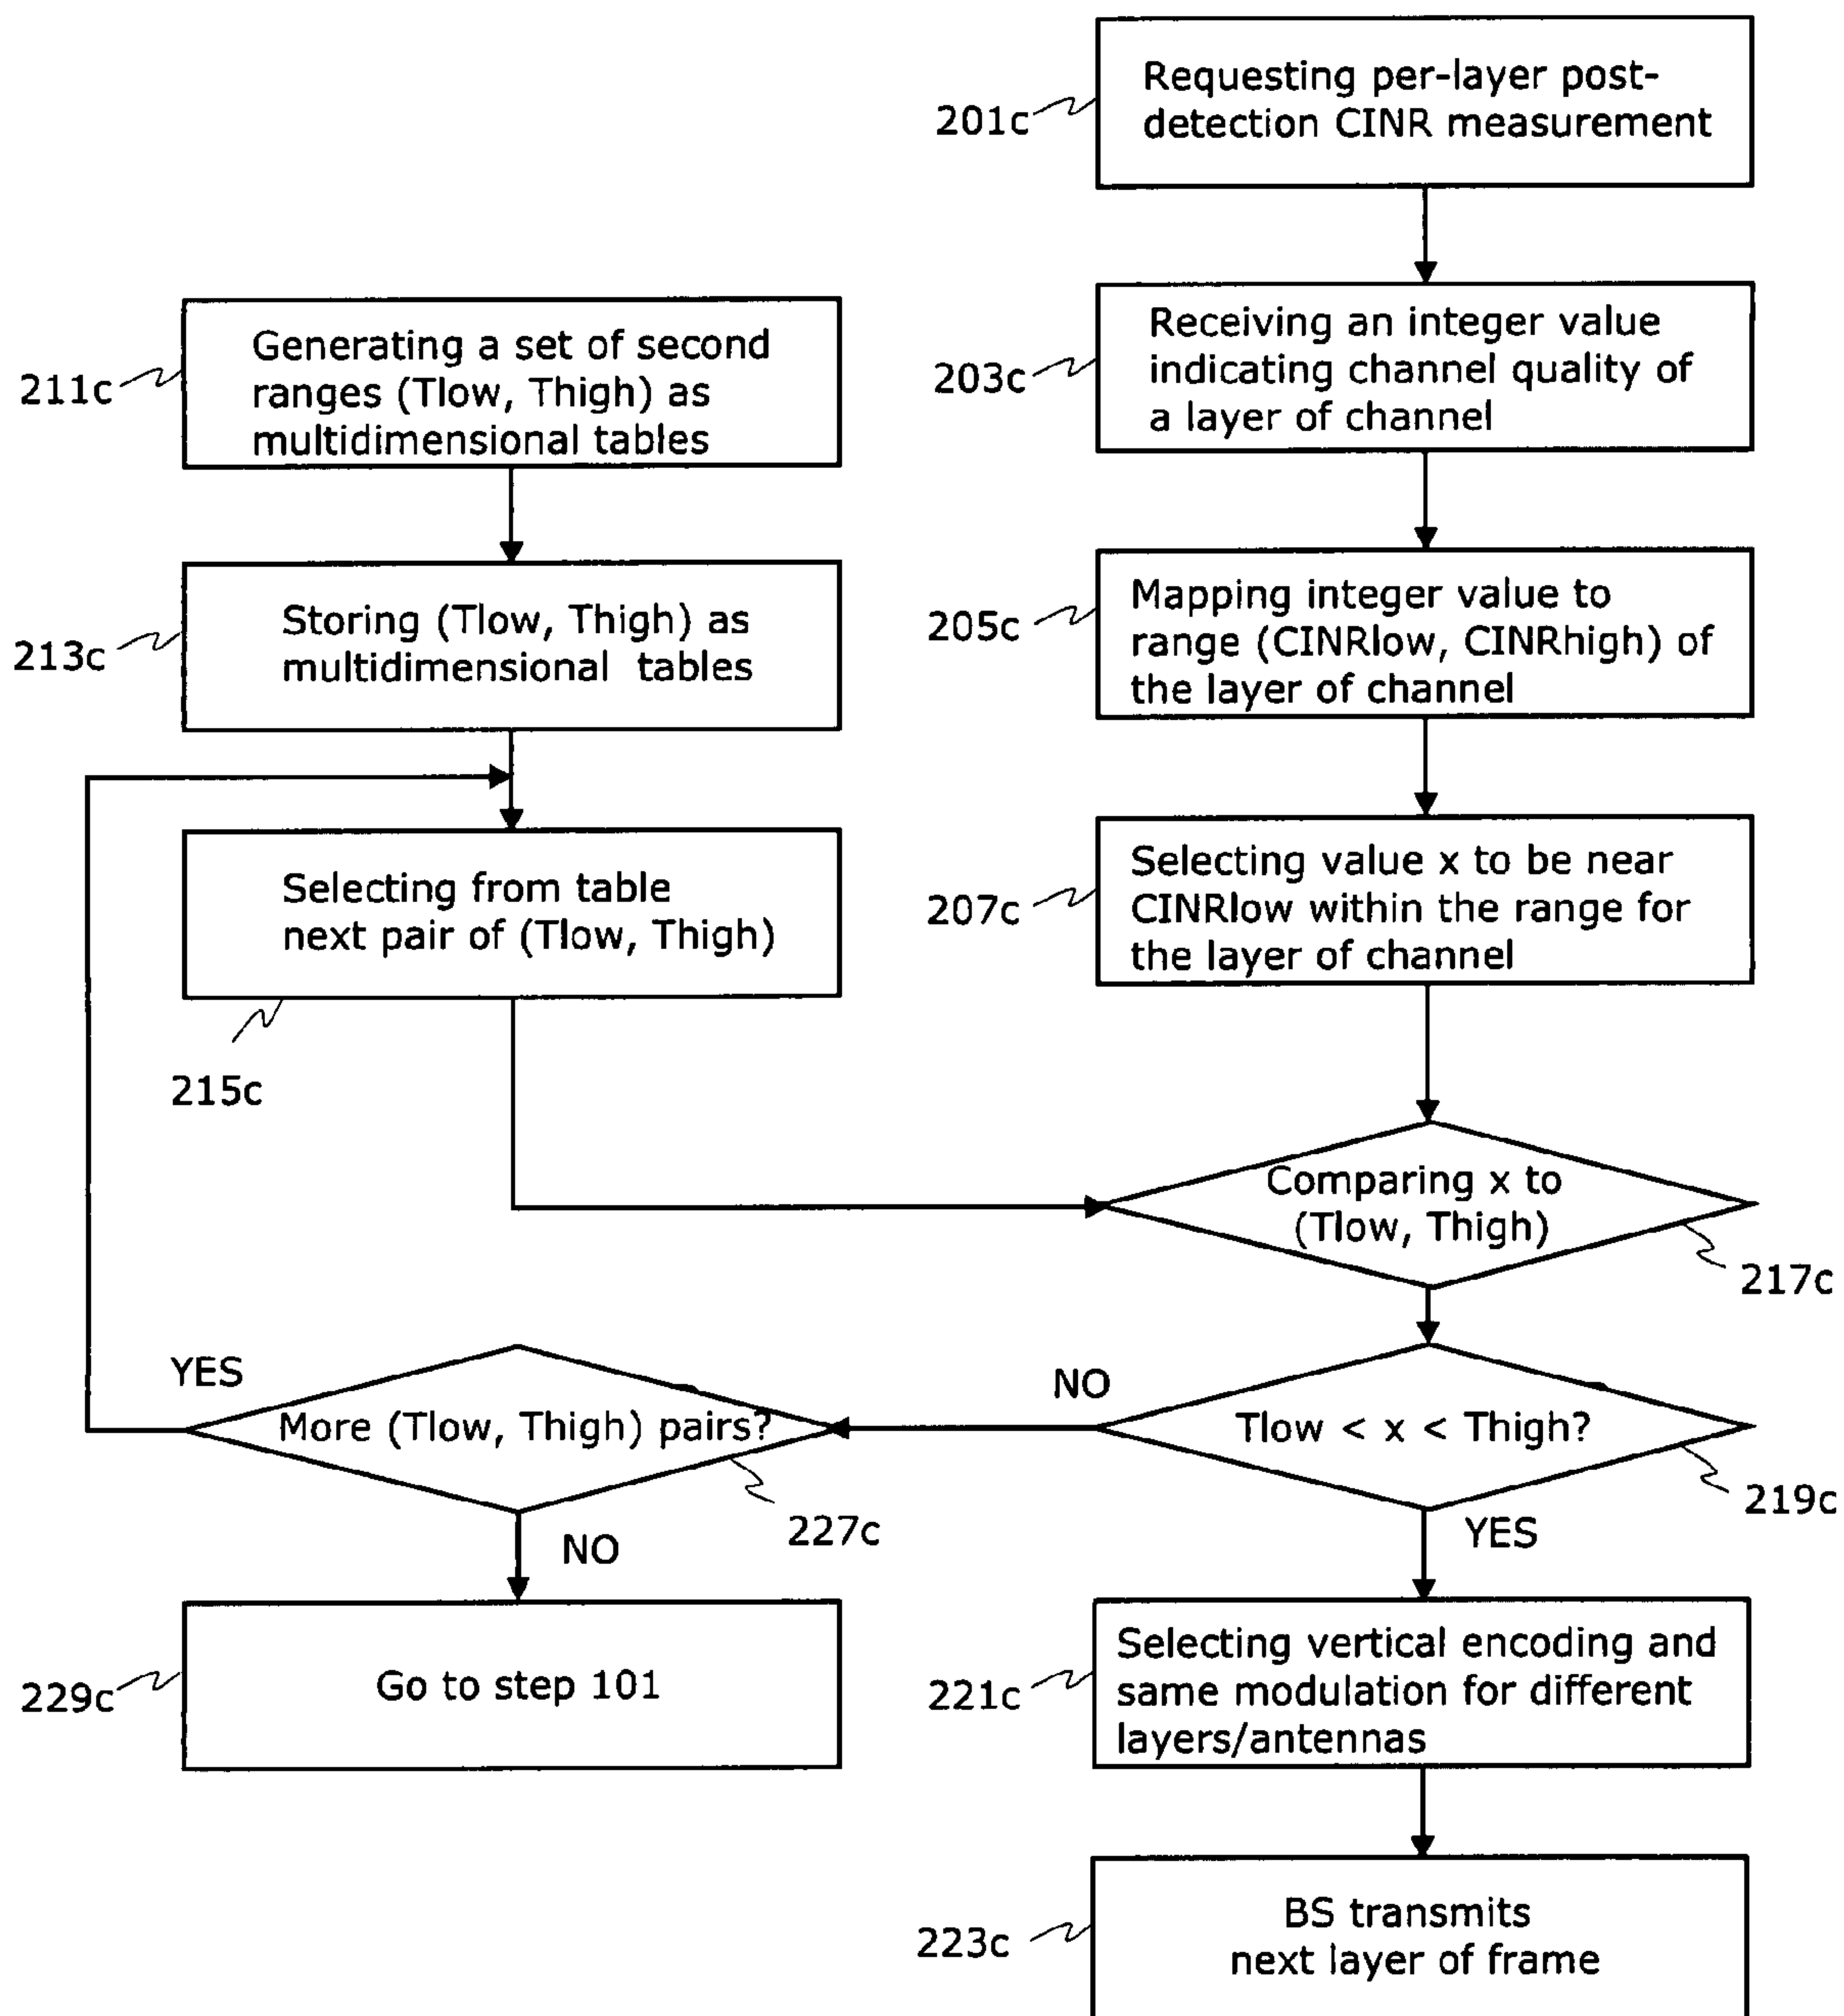 201c
Requesting per-layer post-
detection CINR measurement
211c
Generating a set of second
ranges (Tlow, Thigh) as
multidimensional tables
203c
Receiving an integer value
indicating channel quality of
a layer of channel
213c
Storing (Tlow, Thigh) as
multidimensional tables
205c
Mapping integer value to
range (CINRlow, CINRhigh) of
the layer of channel
Selecting from table
next pair of (Tlow, Thigh)
215c
207c
Selecting value x to be near
CINRlow within the range for
the layer of channel
Comparing x to
(Tlow, Thigh)
217c
YES
More (Tlow, Thigh) pairs?
227c
NO
NO
Tlow < x < Thigh?
219c
YES
229c
Go to step 101
221c
Selecting vertical encoding and
same modulation for different
layers/antennas
223c
BS transmits
next layer of frame